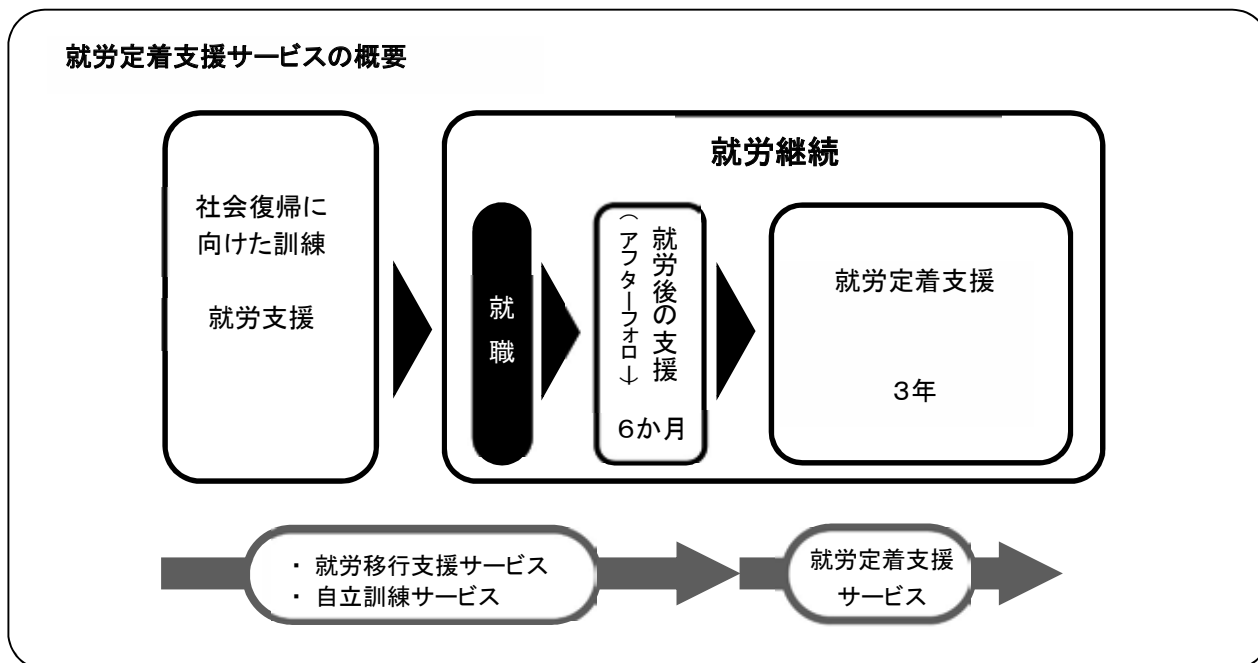 就労定着支援サービスの概要
社会復帰に
向けた訓練
就労支援
就労継続
就職
就労後の支援
（アフターフォロー）
6か月
就労定着支援
3年
・ 就労移行支援サービス
・ 自立訓練サービス
就労定着支援
サービス